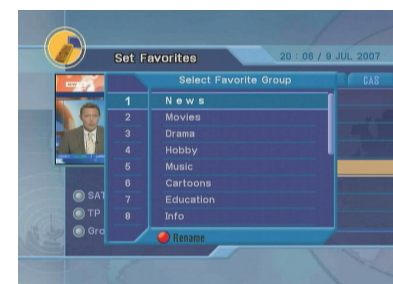 Set Favorites
20 : 06 / 9 JUL 2007
Select Favorite Group
CAS
1 News
2 Movies
3 Drama
4 Hobby
5 Music
6 Cartoons
7 Education
8 Info
SAT
TP
Gro
Rename